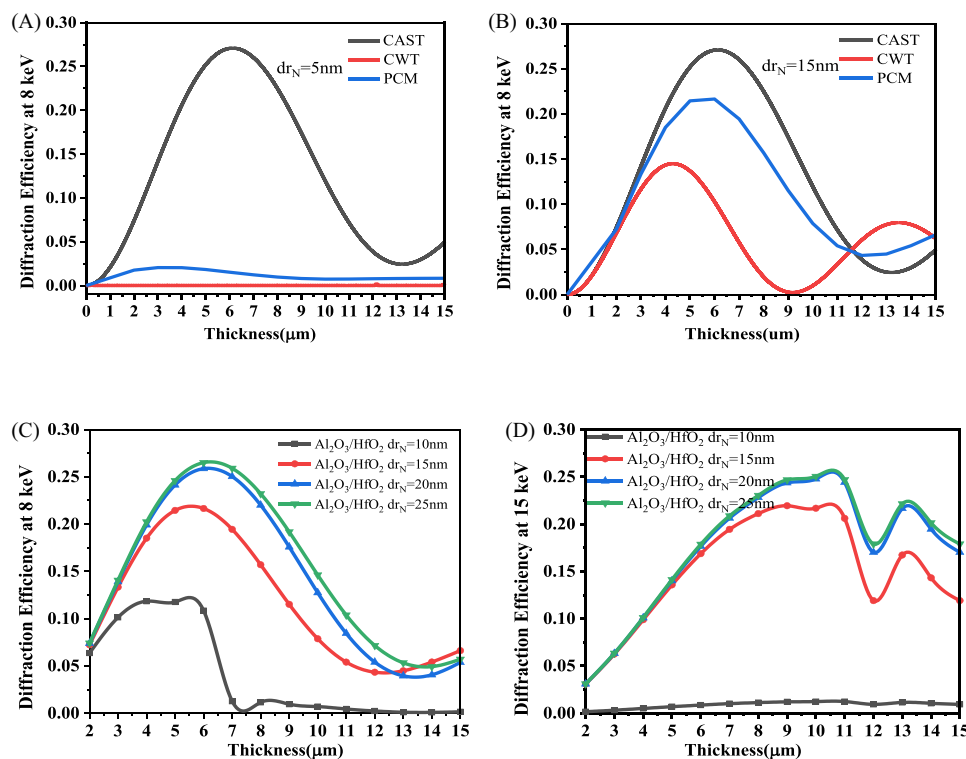 (A)
Diffraction Efficiency at 8 keV
0.30
0.25
0.20
0.15
0.10
0.05
0.00
CAST
CWT
PCM
dr_N=5nm
0 1 2 3 4 5 6 7 8 9 10 11 12 13 14 15
Thickness(μm)
(B)
Diffraction Efficiency at 8 keV
0.30
0.25
0.20
0.15
0.10
0.05
0.00
CAST
CWT
PCM
dr_N=15nm
0 1 2 3 4 5 6 7 8 9 10 11 12 13 14 15
Thickness(um)
(C)
Diffraction Efficiency at 8 keV
0.30
0.25
0.20
0.15
0.10
0.05
0.00
Al₂O₃/HfO₂ dr_N=10nm
Al₂O₃/HfO₂ dr_N=15nm
Al₂O₃/HfO₂ dr_N=20nm
Al₂O₃/HfO₂ dr_N=25nm
2 3 4 5 6 7 8 9 10 11 12 13 14 15
Thickness(μm)
(D)
Diffraction Efficiency at 15 keV
0.30
0.25
0.20
0.15
0.10
0.05
0.00
Al₂O₃/HfO₂ dr_N=10nm
Al₂O₃/HfO₂ dr_N=15nm
Al₂O₃/HfO₂ dr_N=20nm
Al₂O₃/HfO₂ dr_N=25nm
2 3 4 5 6 7 8 9 10 11 12 13 14 15
Thickness(μm)